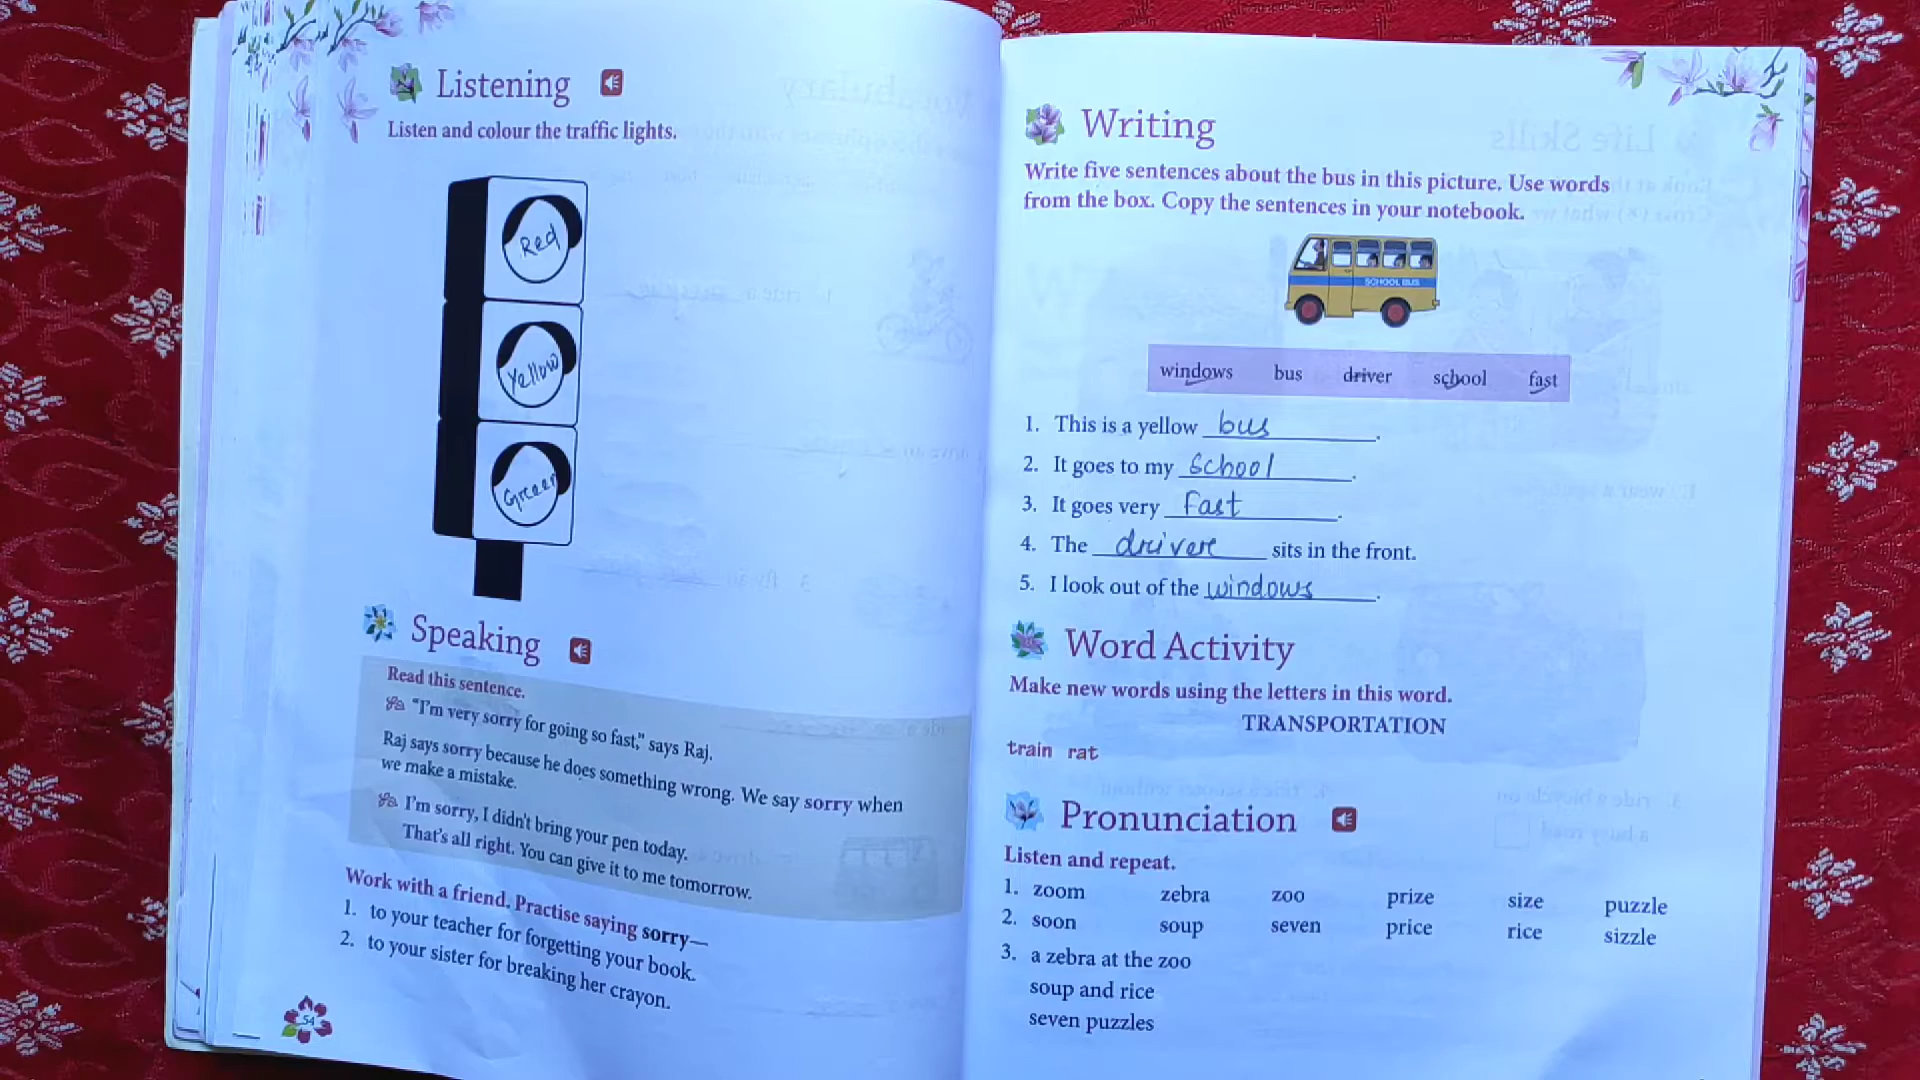 Listening
Listen and colour the traffic lights.
Red
Yellow
Green
Speaking
Read this sentence.
"I'm very sorry for going so fast," says Raj.
Raj says sorry because he does something wrong. We say sorry when
we make a mistake.
I'm sorry, I didn't bring your pen today.
That's all right. You can give it to me tomorrow.
Work with a friend. Practise saying sorry—
1. to your teacher for forgetting your book.
2. to your sister for breaking her crayon.
54
Writing
Write five sentences about the bus in this picture. Use words
from the box. Copy the sentences in your notebook.
SCHOOL BUS
windows bus driver school fast
1. This is a yellow bus.
2. It goes to my school.
3. It goes very fast.
4. The driver sits in the front.
5. I look out of the windows.
Word Activity
Make new words using the letters in this word.
TRANSPORTATION
train rat
Pronunciation
Listen and repeat.
1. zoom zebra zoo prize size puzzle
2. soon soup seven price rice sizzle
3. a zebra at the zoo
soup and rice
seven puzzles